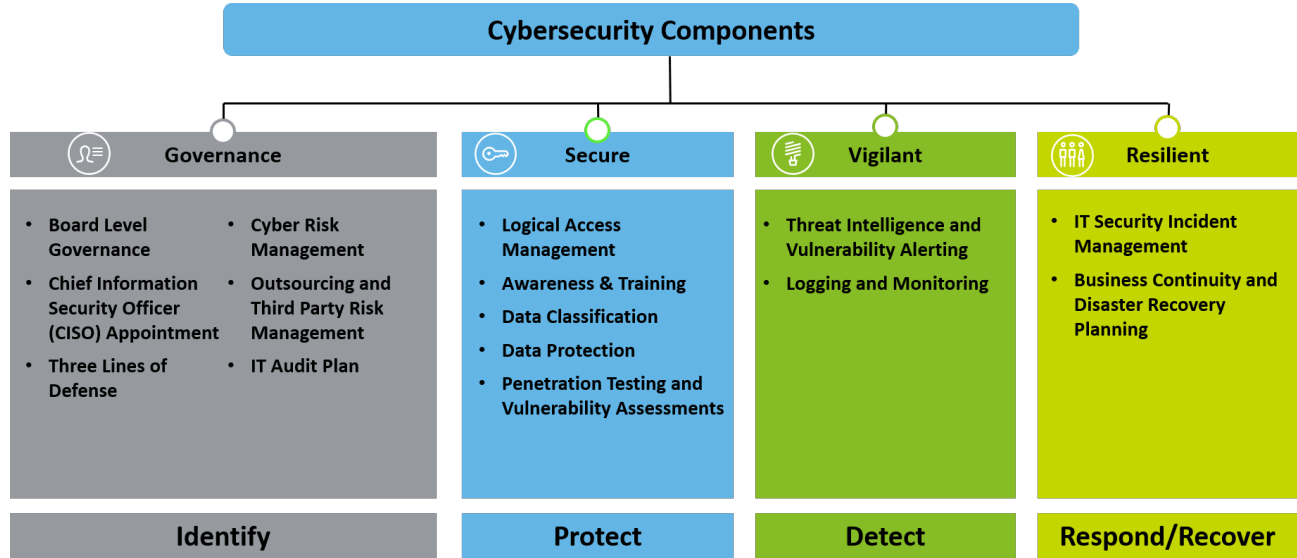 Cybersecurity Components
Governance
• Board Level
Governance
• Chief Information
Security Officer
(CISO) Appointment
• Three Lines of
Defense
• Cyber Risk
Management
• Outsourcing and
Third Party Risk
Management
• IT Audit Plan
Identify
Secure
• Logical Access
Management
• Awareness & Training
• Data Classification
• Data Protection
• Penetration Testing and
Vulnerability Assessments
Protect
Vigilant
• Threat Intelligence and
Vulnerability Alerting
• Logging and Monitoring
Detect
Resilient
• IT Security Incident
Management
• Business Continuity and
Disaster Recovery
Planning
Respond/Recover